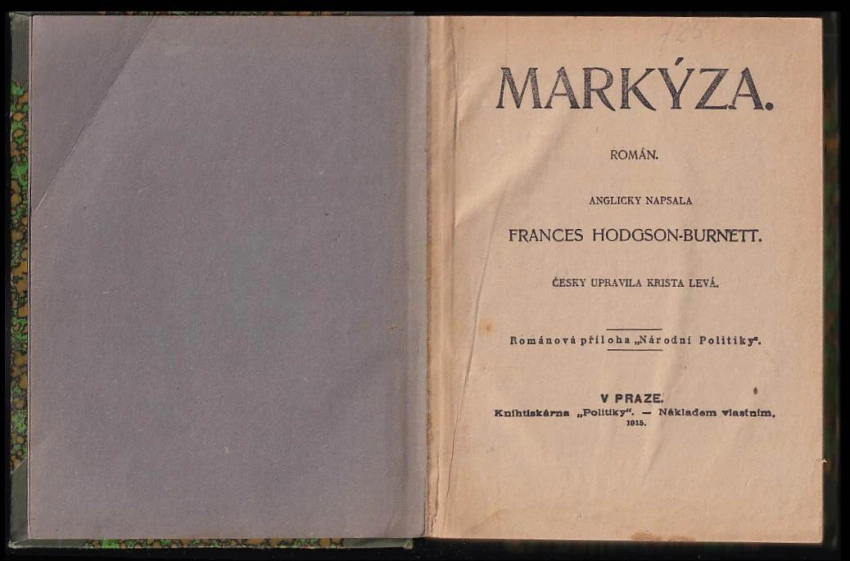 MARKÝZA.
ROMÁN.
ANGLICKY NAPSALA
FRANCES HODGSON-BURNETT.
ČESKY UPRAVILA KRISTA LEVÁ.
Románová příloha „Národní Politiky".
V PRAZE.
Knihtiskárna „Politiky". — Nákladem vlastním,
1915.